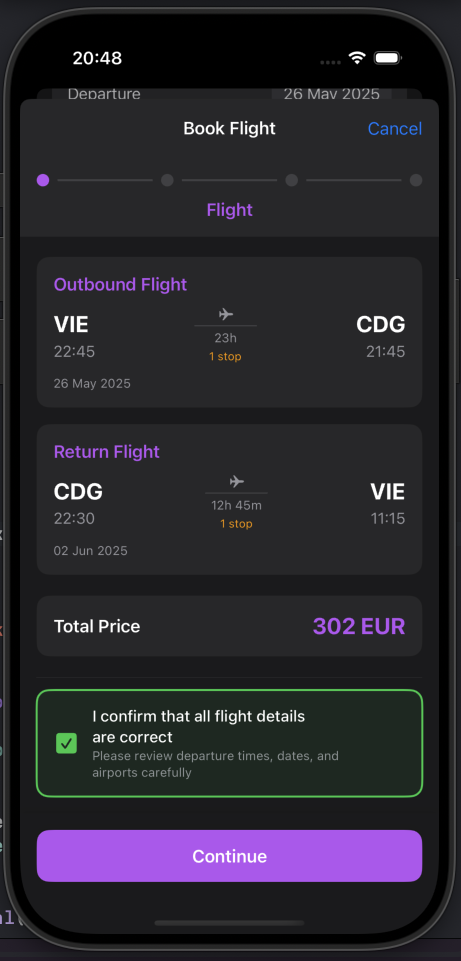 20:48
Departure
26 May 2025
Book Flight
Cancel
Flight
Outbound Flight
VIE
CDG
22:45
23h
21:45
1 stop
26 May 2025
Return Flight
CDG
VIE
22:30
12h 45m
11:15
1 stop
02 Jun 2025
Total Price
302 EUR
I confirm that all flight details
are correct
Please review departure times, dates, and
airports carefully
Continue